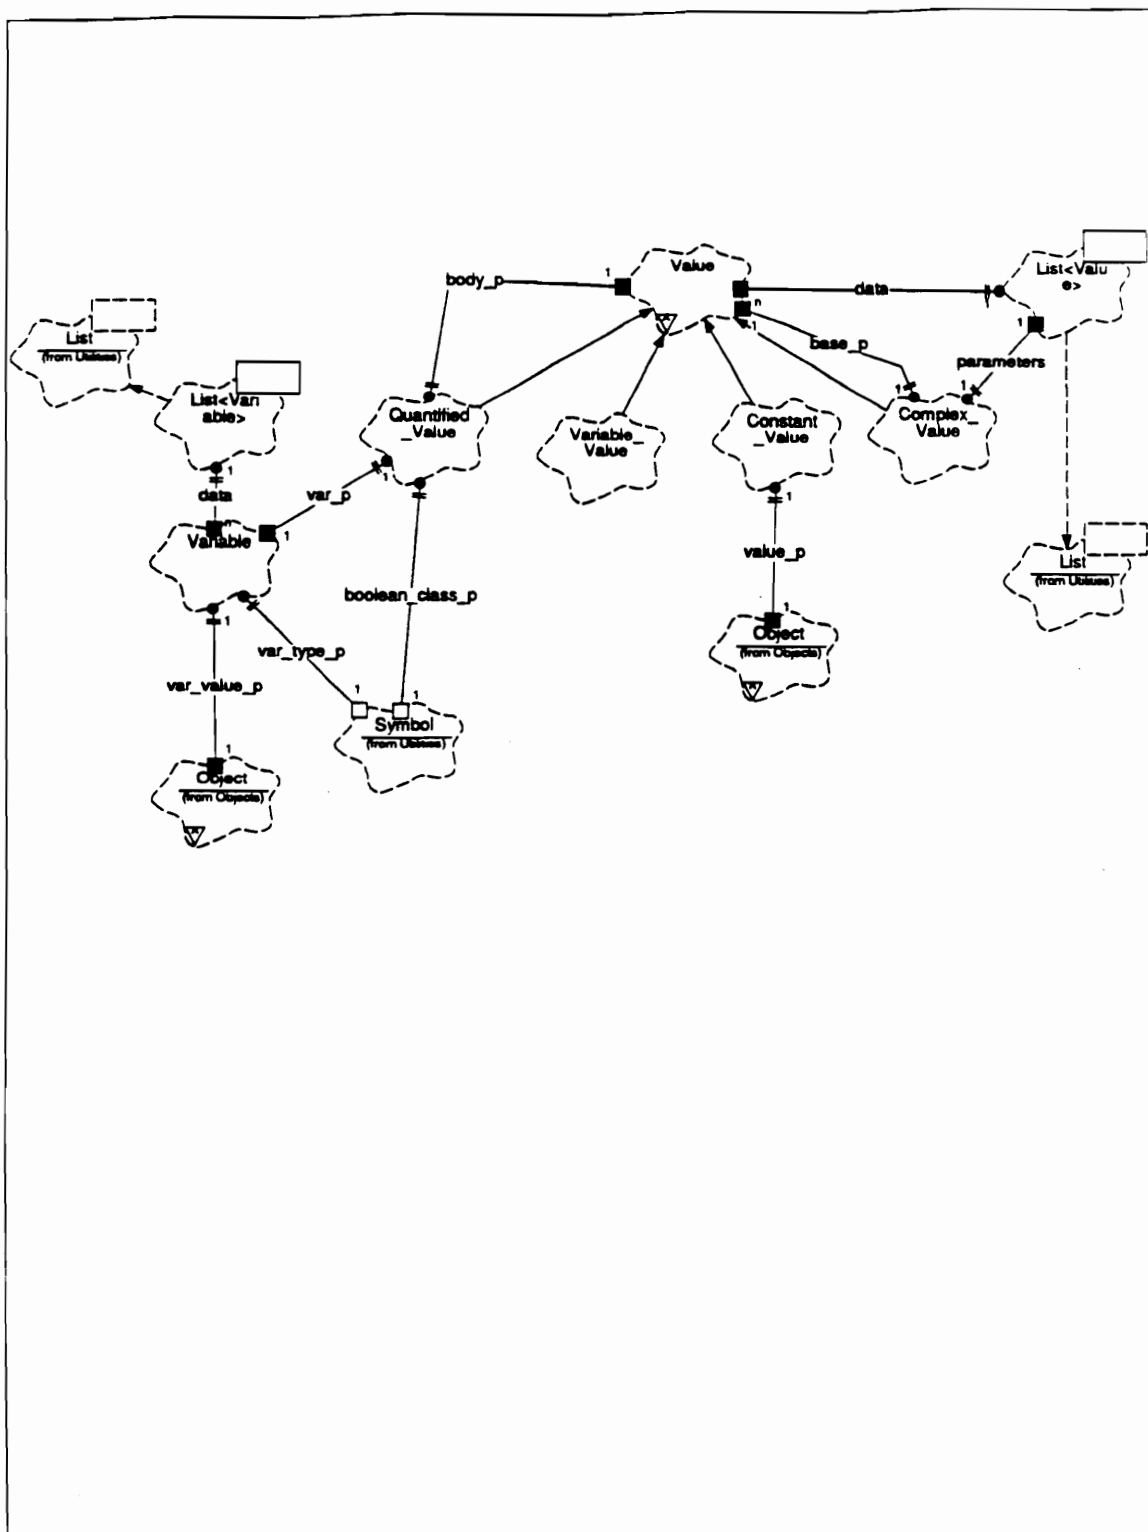 Value
List<Valu
e>
body_p
1
data
1
n
1
1
base_p
parameters
List
(from Utilities)
List<Vari
able>
Quantified
_Value
Variable_
Value
Constant
_Value
1
1
Complex_
Value
1
data
n
var_p
1
1
1
1
Variable
1
boolean_class_p
value_p
List
(from Utilities)
1
1
Object
(from Objects)
var_type_p
var_value_p
1
1
Symbol
(from Utilities)
1
Object
(from Objects)